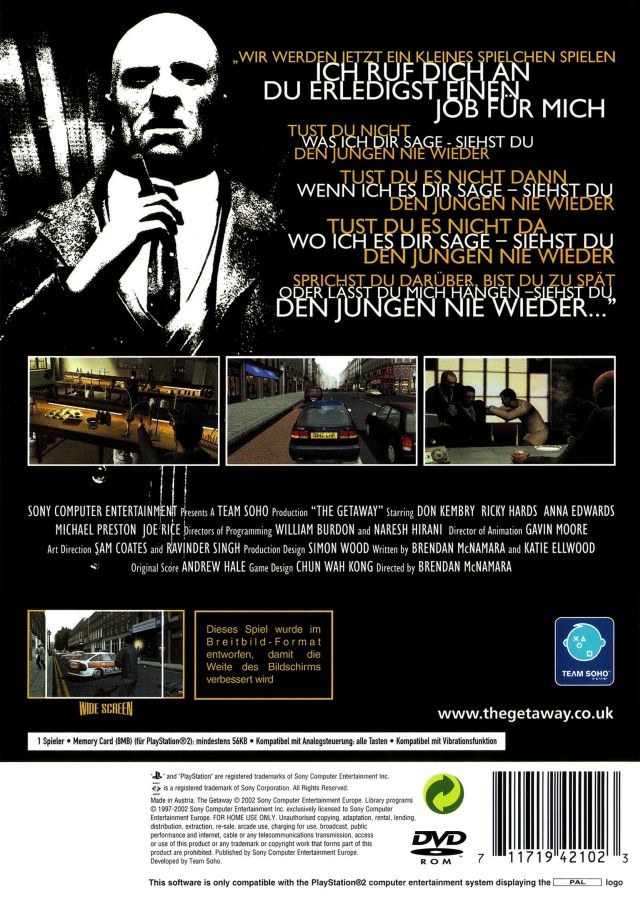 „WIR WERDEN JETZT EIN KLEINES SPIELCHEN SPIELEN
ICH RUF DICH AN
DU ERLEDIGST EINEN
JOB FÜR MICH
TUST DU NICHT
WAS ICH DIR SAGE - SIEHST DU
DEN JUNGEN NIE WIEDER
TUST DU ES NICHT DANN
WENN ICH ES DIR SAGE – SIEHST DU
DEN JUNGEN NIE WIEDER
TUST DU ES NICHT DA
WO ICH ES DIR SAGE – SIEHST DU
DEN JUNGEN NIE WIEDER
SPRICHST DU DARÜBER, BIST DU ZU SPÄT
ODER LÄSST DU MICH HÄNGEN –SIEHST DU,
DEN JUNGEN NIE WIEDER...”
SONY COMPUTER ENTERTAINMENT Presents A TEAM SOHO Production "THE GETAWAY" Starring DON KEMBRY RICKY HARDS ANNA EDWARDS
MICHAEL PRESTON JOE RICE Directors of Programming WILLIAM BURDON and NARESH HIRANI Director of Animation GAVIN MOORE
Art Direction SAM COATES and RAVINDER SINGH Production Design SIMON WOOD Written by BRENDAN McNAMARA and KATIE ELLWOOD
Original Score ANDREW HALE Game Design CHUN WAH KONG Directed by BRENDAN McNAMARA
WIDE SCREEN
Dieses Spiel wurde im
Breitbild-Format
entworfen, damit die
Weite des Bildschirms
verbessert wird
TEAM SOHO™
www.thegetaway.co.uk
1 Spieler • Memory Card (8MB) (für PlayStation®2): mindestens 56KB • Kompatibel mit Analogsteuerung: alle Tasten • Kompatibel mit Vibrationsfunktion
" " and "PlayStation" are registered trademarks of Sony Computer Entertainment Inc.
" " is a registered trademark of Sony Corporation. All Rights Reserved.
Made in Austria. The Getaway © 2002 Sony Computer Entertainment Europe. Library programs
© 1997-2002 Sony Computer Entertainment Inc. exclusively licensed to Sony Computer
Entertainment Europe. FOR HOME USE ONLY. Unauthorised copying, adaptation, rental, lending,
distribution, extraction, re-sale, arcade use, charging for use, broadcast, public
performance and internet, cable or any telecommunications transmission, access
or use of this product or any trademark or copyright work that forms part of this
product are prohibited. Published by Sony Computer Entertainment Europe.
Developed by Team Soho.
DVD
ROM
7 11719 42102 3
This software is only compatible with the PlayStation®2 computer entertainment system displaying the PAL logo